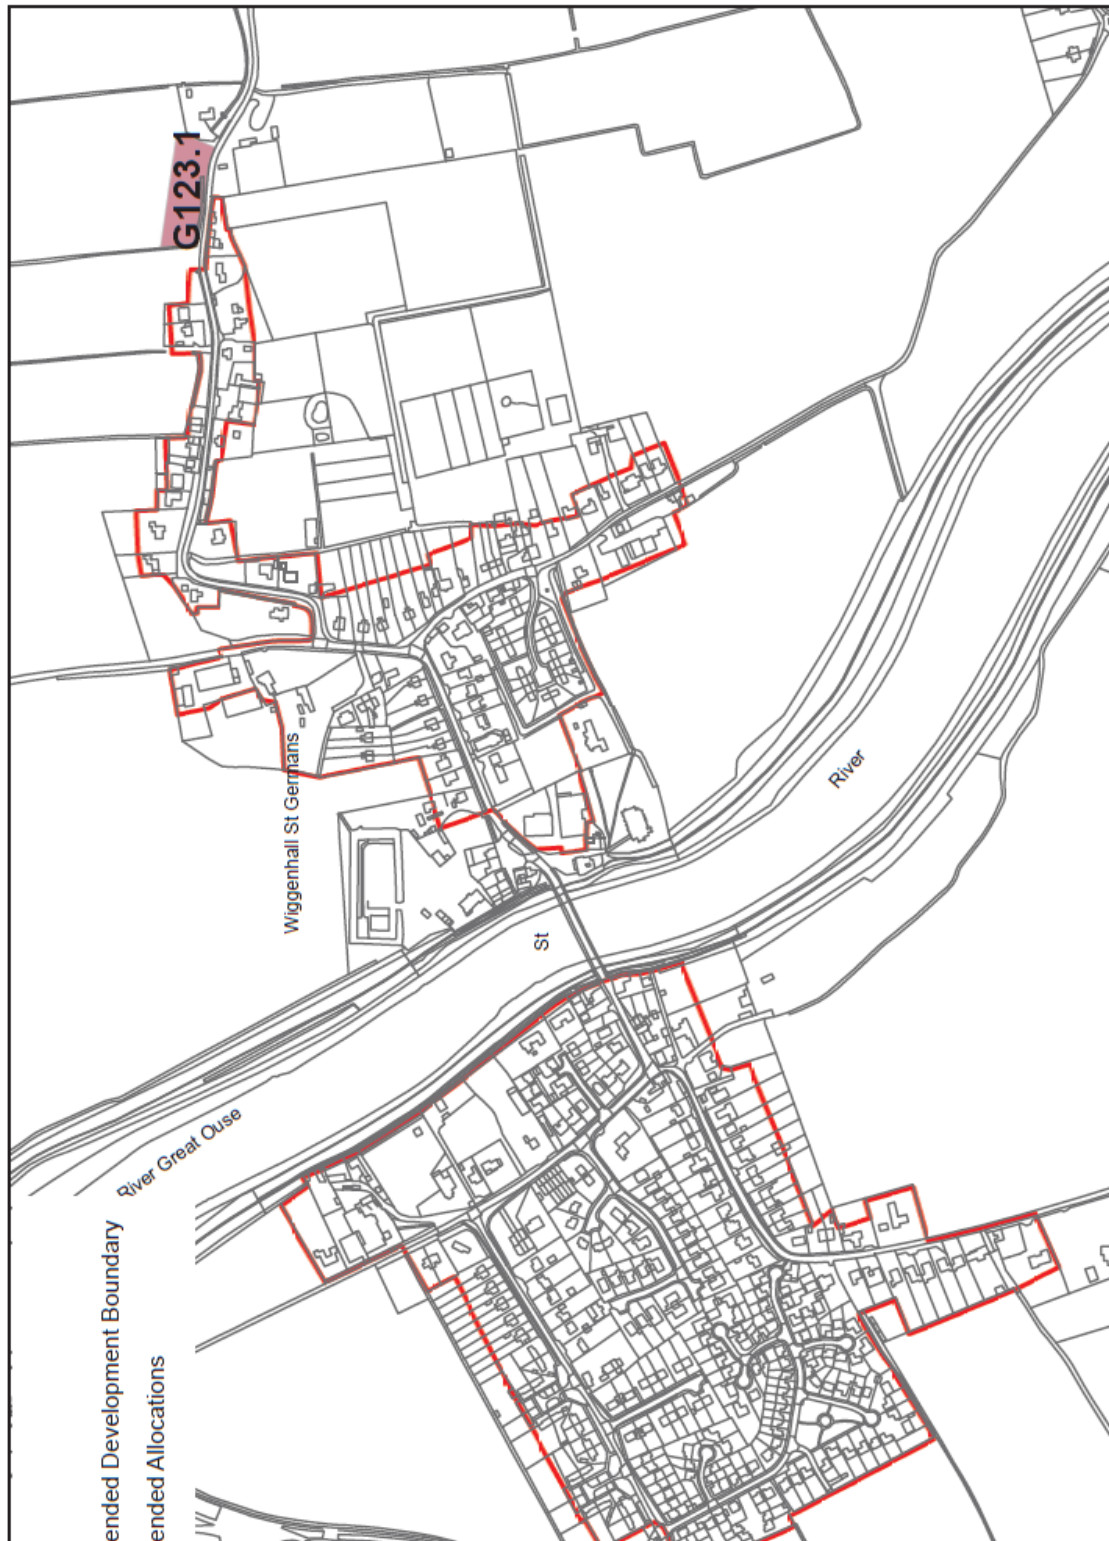 G123.1
Wiggenhall St Germans
River
St
River Great Ouse
ended Development Boundary
ended Allocations